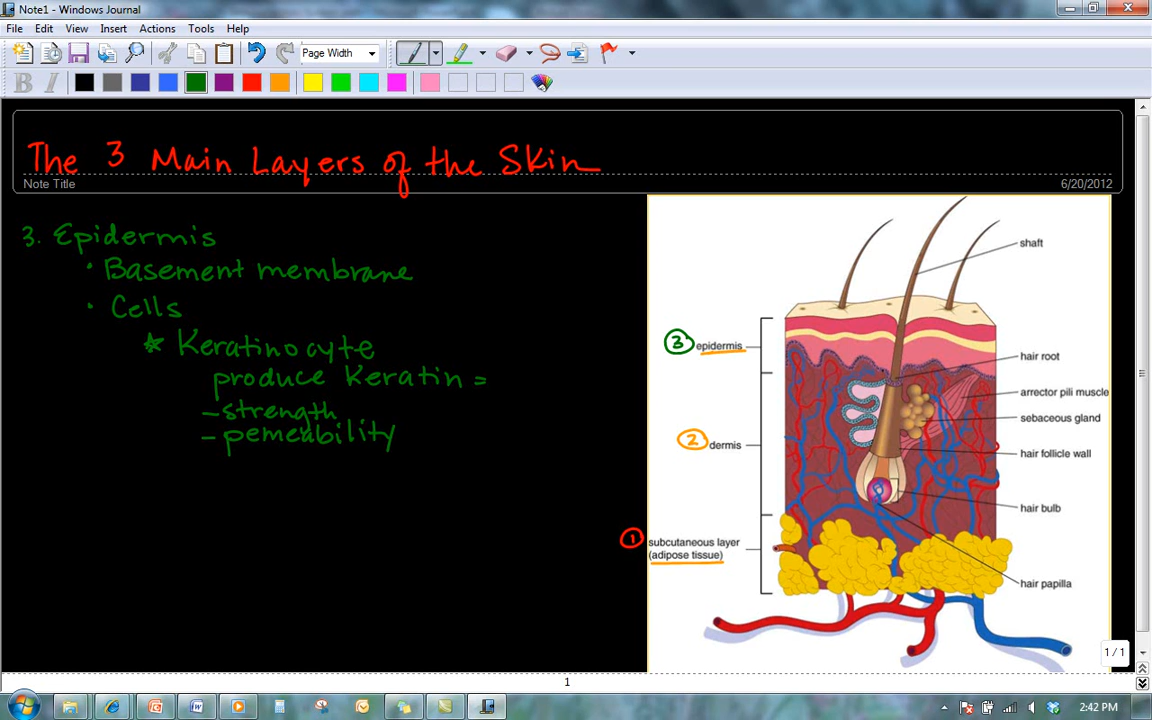 Note1 - Windows Journal
File Edit View Insert Actions Tools Help
Page Width
B I
The 3 Main Layers of the Skin
Note Title
6/20/2012
3. Epidermis
• Basement membrane
• Cells
* Keratinocyte
produce Keratin =
- strength
- pemeability
shaft
3 epidermis
hair root
arrector pili muscle
sebaceous gland
2 dermis
hair follicle wall
hair bulb
1 subcutaneous layer
(adipose tissue)
hair papilla
1 / 1
1
2:42 PM